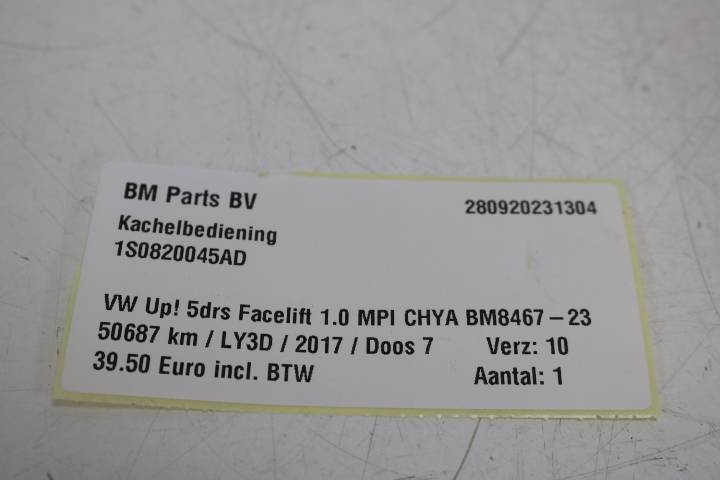 BM Parts BV 280920231304
Kachelbediening
1S0820045AD
VW Up! 5drs Facelift 1.0 MPI CHYA BM8467-23
50687 km / LY3D / 2017 / Doos 7 Verz: 10
39.50 Euro incl. BTW Aantal: 1